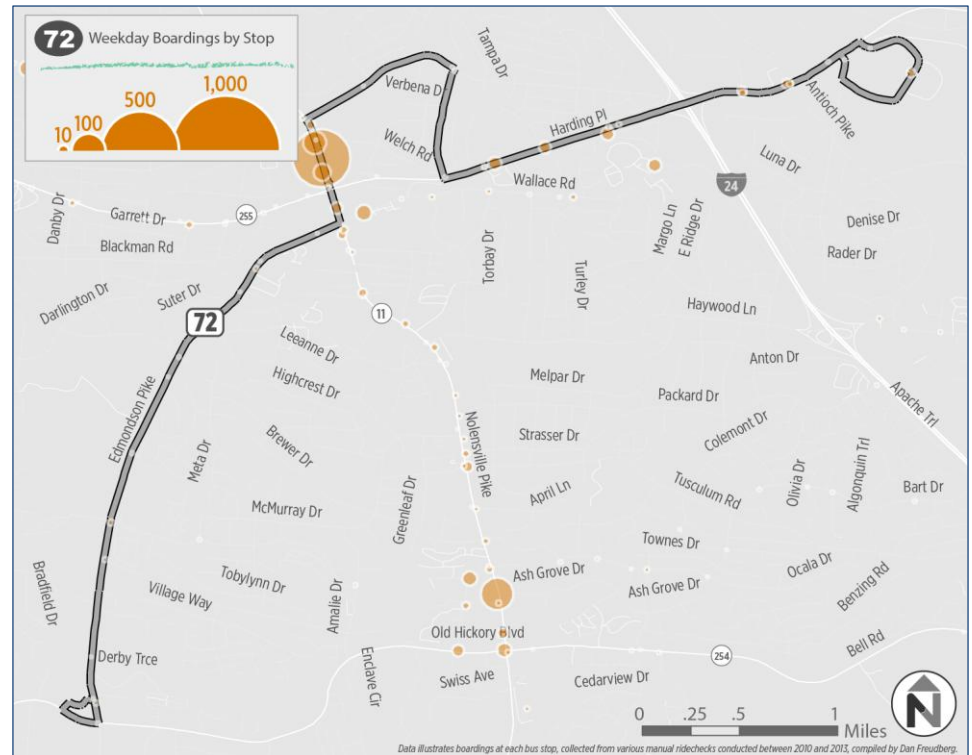 72 Weekday Boardings by Stop
10 100 500 1,000
Tampa Dr
Verbena D
Antioch Pike
Harding Pl
Welch Rd
Luna Dr
Wallace Rd
24
Danby Dr
Garrett Dr
255
Margo Ln
E Ridge Dr
Denise Dr
Blackman Rd
Torbay Dr
Rader Dr
Turley Dr
Darlington Dr
Suter Dr
72
11
Haywood Ln
Leeanne Dr
Anton Dr
Melpar Dr
Highcrest Dr
Packard Dr
Apache Trl
Edmondson Pike
Nolensville Pike
Colemont Dr
Strasser Dr
Brewer Dr
Meta Dr
Greenleaf Dr
April Ln
Tusculum Rd
Olivia Dr
Algonquin Trl
Bart Dr
McMurray Dr
Townes Dr
Bradfield Dr
Village Way
Tobylynn Dr
Amalie Dr
Ash Grove Dr
Ash Grove Dr
Ocala Dr
Benzing Rd
Old Hickory Blvd
Bell Rd
Derby Trce
Enclave Cir
254
Swiss Ave
Cedarview Dr
N
0 .25 .5 1
Miles
Data illustrates boardings at each bus stop, collected from various manual ridechecks conducted between 2010 and 2013, compiled by Dan Freudberg.